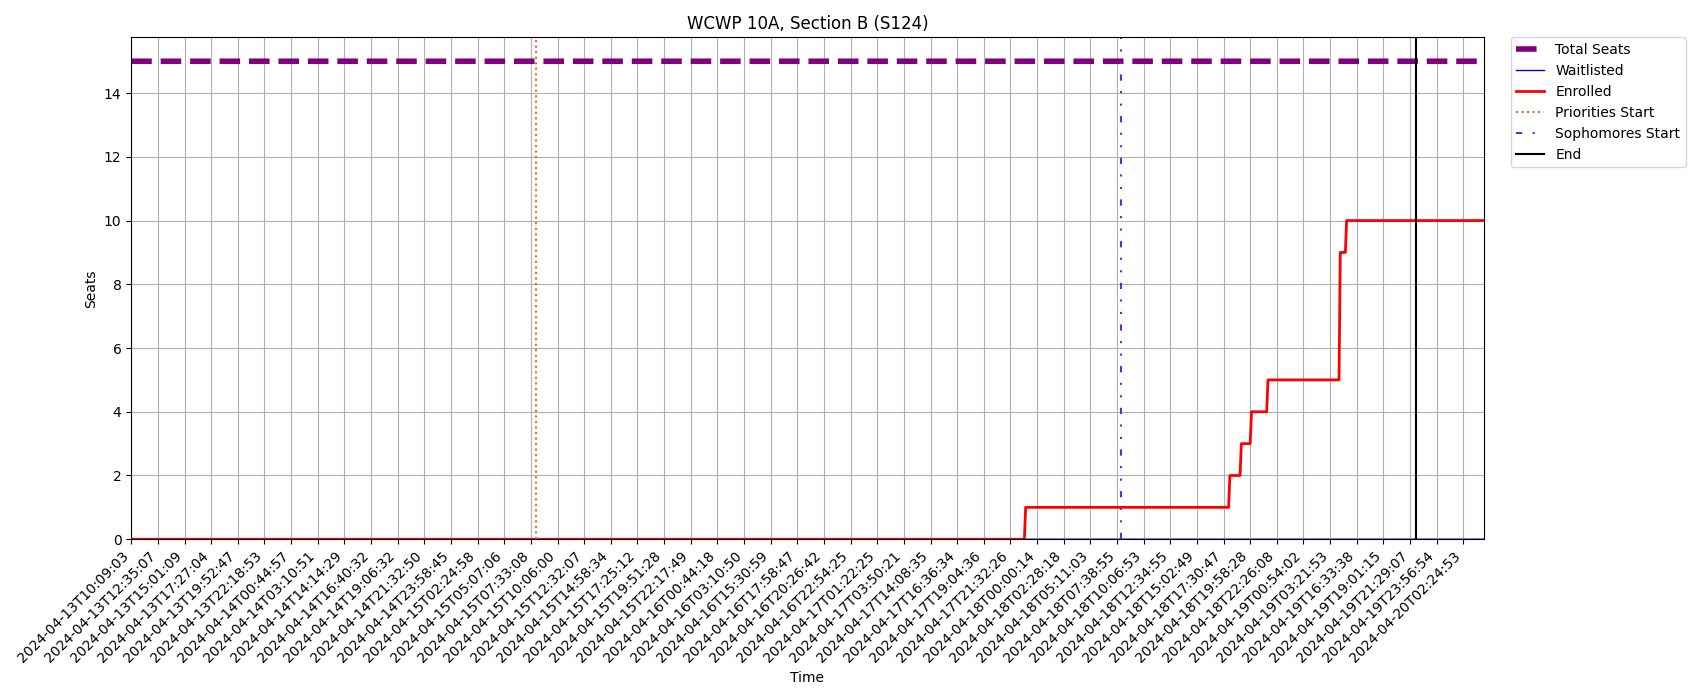 WCWP 10A, Section B (S124)
Total Seats
Waitlisted
Enrolled
Priorities Start
Sophomores Start
End
Seats
14
12
10
8
6
4
2
0
2024-04-13T10:09:03
2024-04-13T12:35:07
2024-04-13T15:01:09
2024-04-13T17:27:04
2024-04-13T19:52:47
2024-04-13T22:18:53
2024-04-14T00:44:57
2024-04-14T03:10:51
2024-04-14T14:14:29
2024-04-14T16:40:32
2024-04-14T19:06:32
2024-04-14T21:32:50
2024-04-14T23:58:45
2024-04-15T02:24:58
2024-04-15T05:07:06
2024-04-15T07:33:08
2024-04-15T10:06:00
2024-04-15T12:32:07
2024-04-15T14:58:34
2024-04-15T17:25:12
2024-04-15T19:51:28
2024-04-15T22:17:49
2024-04-16T00:44:18
2024-04-16T03:10:50
2024-04-16T15:30:59
2024-04-16T17:58:47
2024-04-16T20:26:42
2024-04-16T22:54:25
2024-04-17T01:22:25
2024-04-17T03:50:21
2024-04-17T14:08:35
2024-04-17T16:36:34
2024-04-17T19:04:36
2024-04-17T21:32:26
2024-04-18T00:00:14
2024-04-18T02:28:18
2024-04-18T05:11:03
2024-04-18T07:38:55
2024-04-18T10:06:53
2024-04-18T12:34:55
2024-04-18T15:02:49
2024-04-18T17:30:47
2024-04-18T19:58:28
2024-04-18T22:26:08
2024-04-19T00:54:02
2024-04-19T03:21:53
2024-04-19T16:33:38
2024-04-19T19:01:15
2024-04-19T21:29:07
2024-04-19T23:56:54
2024-04-20T02:24:53
Time